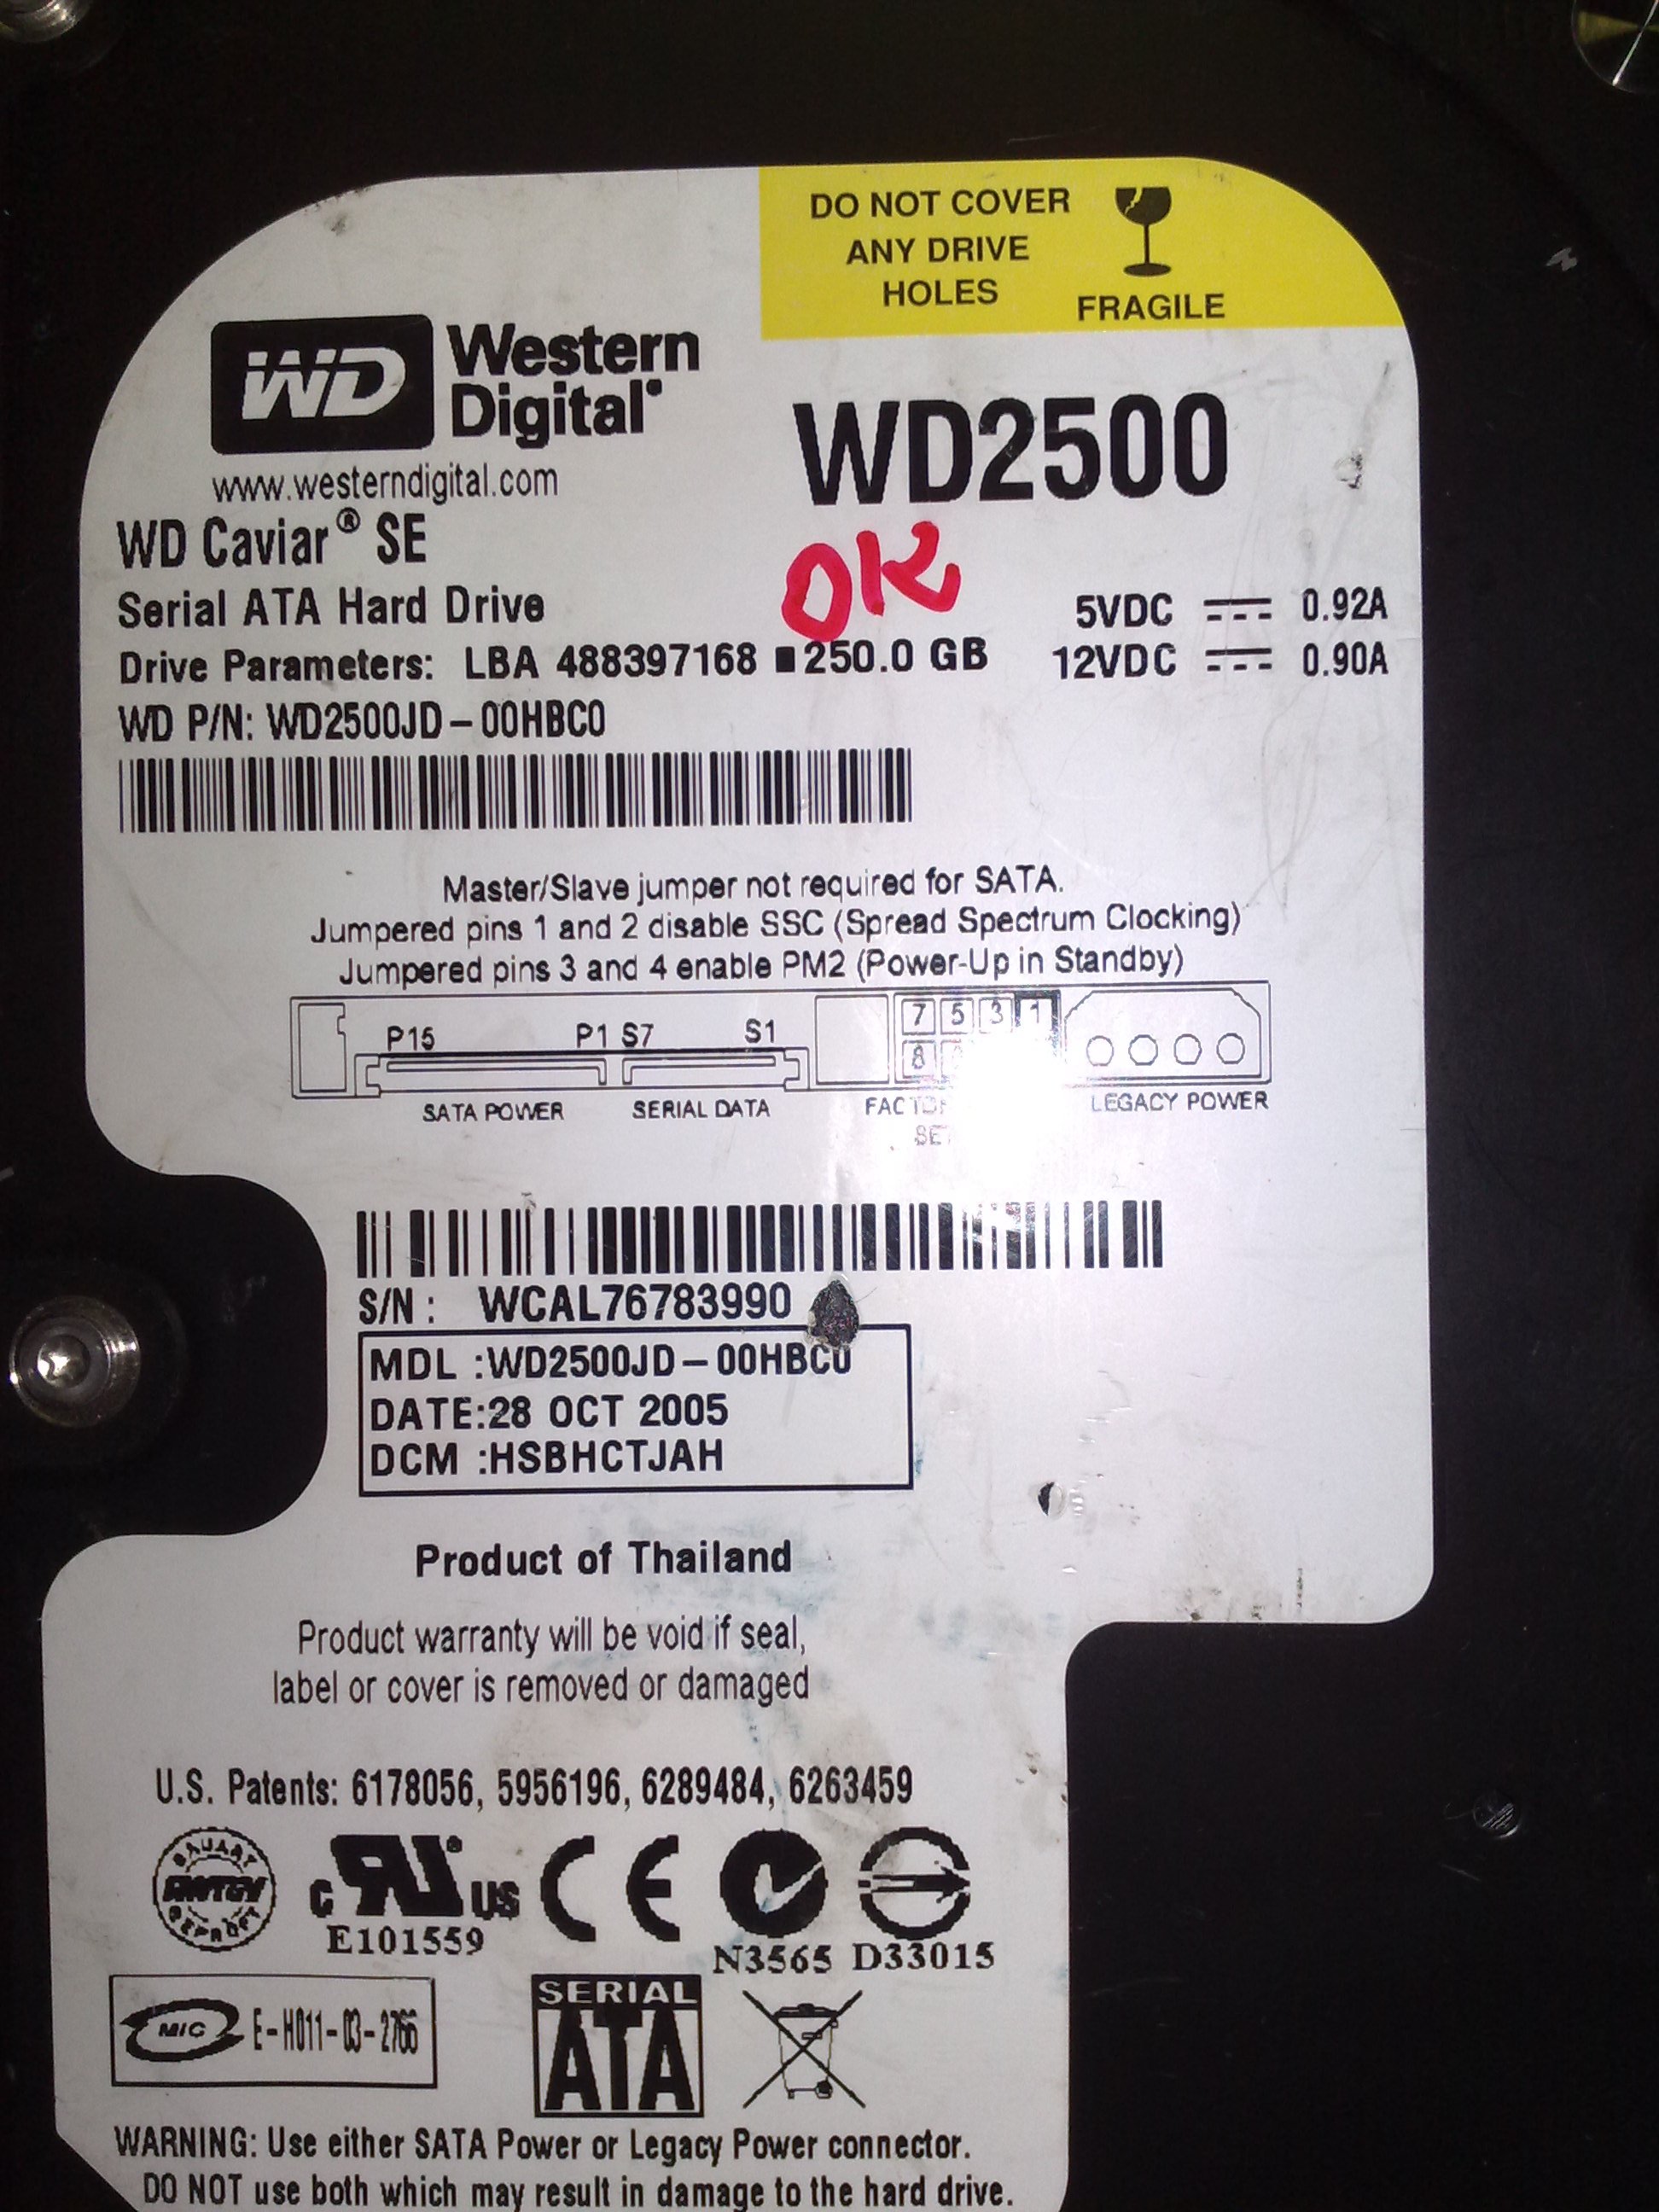 DO NOT COVER
ANY DRIVE
HOLES
FRAGILE
WD Western
Digital
www.westerndigital.com
WD2500
WD Caviar® SE
OK
Serial ATA Hard Drive
5VDC 0.92A
Drive Parameters: LBA 488397168 ■ 250.0 GB
12VDC 0.90A
WD P/N: WD2500JD-00HBC0
Master/Slave jumper not required for SATA.
Jumpered pins 1 and 2 disable SSC (Spread Spectrum Clocking)
Jumpered pins 3 and 4 enable PM2 (Power-Up in Standby)
P15 P1 S7 S1 7 5 3 1
8
SATA POWER SERIAL DATA LEGACY POWER
S/N: WCAL76783990
MDL :WD2500JD-00HBC0
DATE:28 OCT 2005
DCM :HSBHCTJAH
Product of Thailand
Product warranty will be void if seal,
label or cover is removed or damaged
U.S. Patents: 6178056, 5956196, 6289484, 6263459
BAUART
GEPRÜFT
c US CE
E101559
N3565 D33015
MIC E-H011-03-2766
SERIAL
ATA
WARNING: Use either SATA Power or Legacy Power connector.
DO NOT use both which may result in damage to the hard drive.